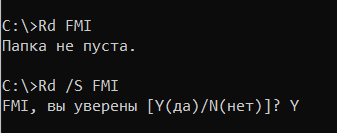 C:\>Rd FMI
Папка не пуста.
C:\>Rd /S FMI
FMI, вы уверены [Y(да)/N(нет)]? Y